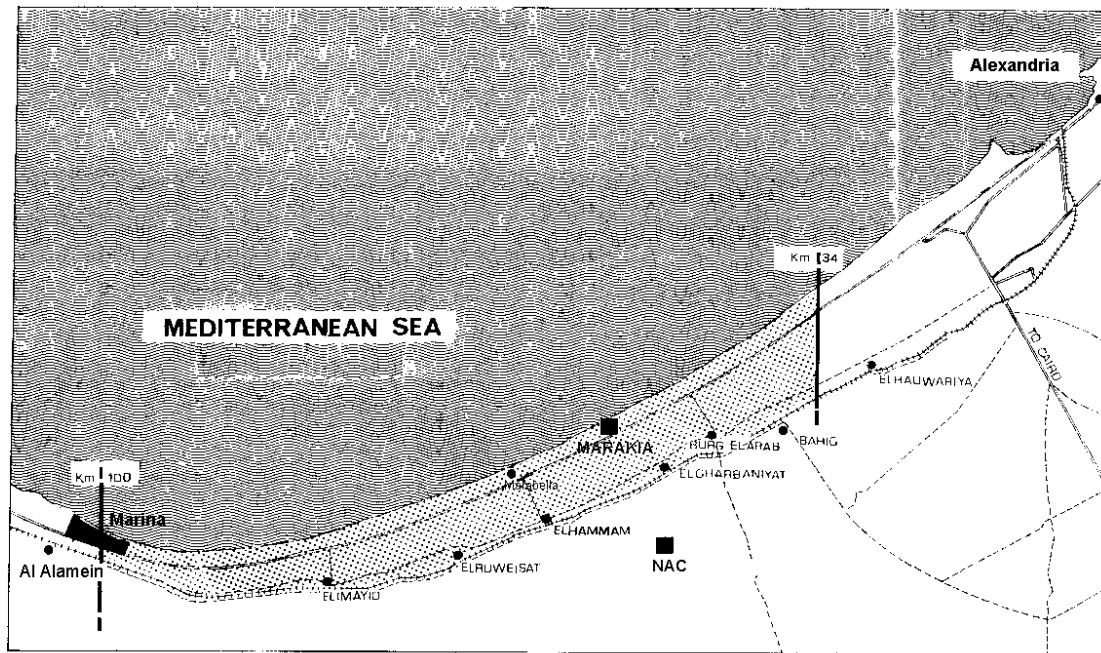 Alexandria
Km 34
MEDITERRANEAN SEA
TO CAIRO
ELHAUWARIYA
MARAKIA
BURG ELARAB
BAHIG
ELGHARBANIYAT
Marabella
Km 100
Marina
ELHAMMAM
Al Alamein
ELRUWEISAT
NAC
ELIMAYID